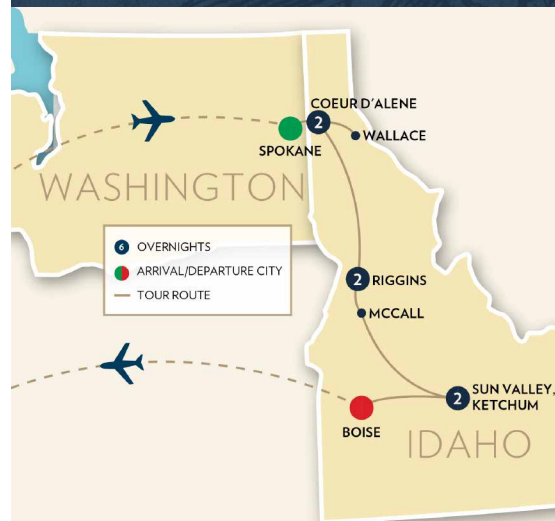 COEUR D'ALENE
2
WALLACE
SPOKANE
WASHINGTON
6 OVERNIGHTS
ARRIVAL/DEPARTURE CITY
TOUR ROUTE
2 RIGGINS
MCCALL
2 SUN VALLEY,
KETCHUM
BOISE
IDAHO